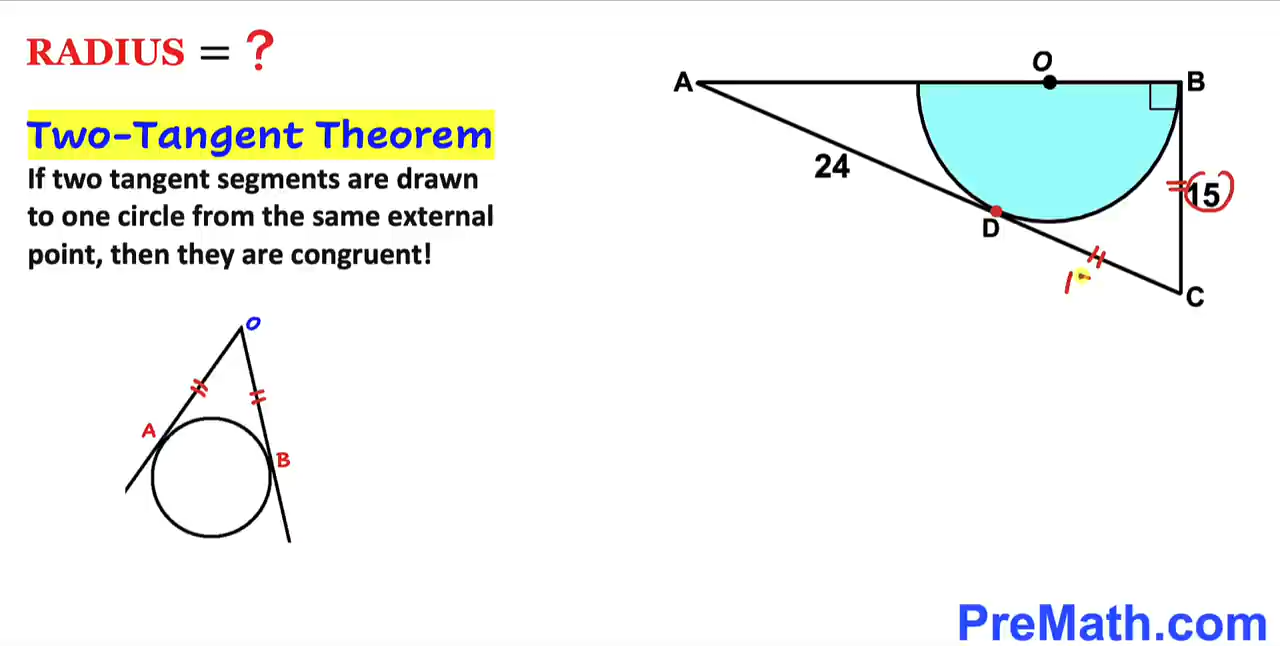 RADIUS = ?
Two-Tangent Theorem
If two tangent segments are drawn
to one circle from the same external
point, then they are congruent!
O
A
B
A
O
B
24
15
D
C
PreMath.com